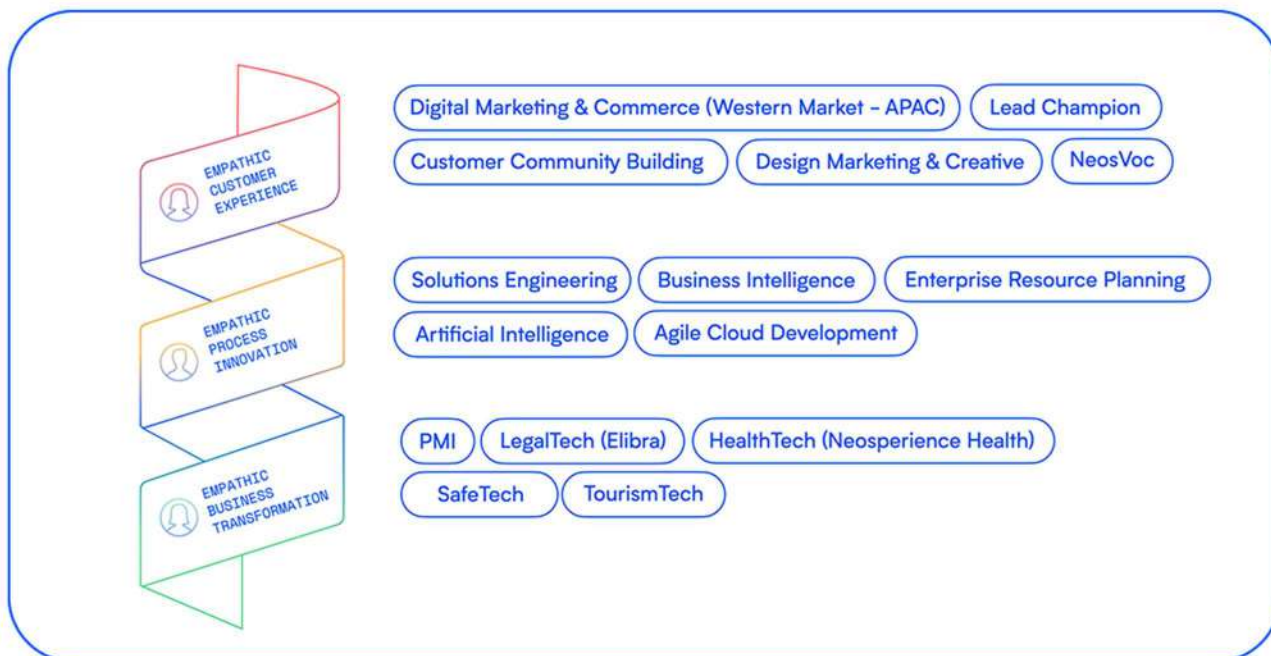 EMPATHIC
CUSTOMER
EXPERIENCE
Digital Marketing & Commerce (Western Market - APAC)
Lead Champion
Customer Community Building
Design Marketing & Creative
NeosVoc
EMPATHIC
PROCESS
INNOVATION
Solutions Engineering
Business Intelligence
Enterprise Resource Planning
Artificial Intelligence
Agile Cloud Development
EMPATHIC
BUSINESS
TRANSFORMATION
PMI
LegalTech (Elibra)
HealthTech (Neosperience Health)
SafeTech
TourismTech